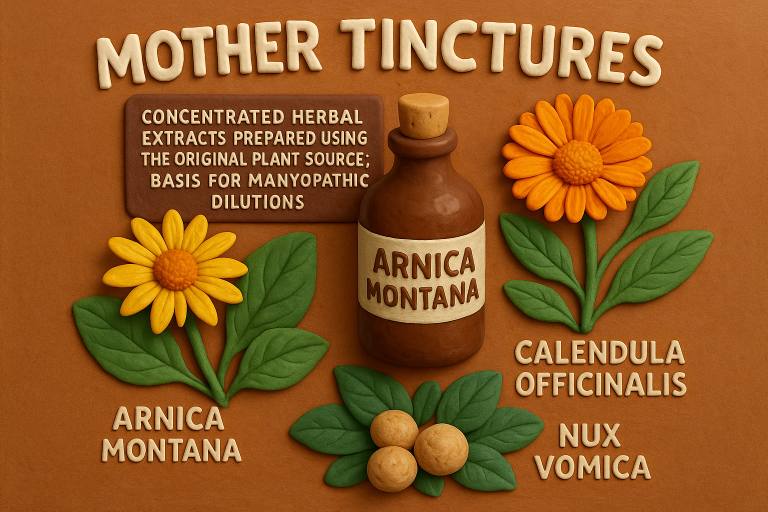 MOTHER TINCTURES
CONCENTRATED HERBAL
EXTRACTS PREPARED USING
THE ORIGINAL PLANT SOURCE;
BASIS FOR MANYOPATHIC
DILUTIONS
ARNICA
MONTANA
CALENDULA
OFFICINALIS
ARNICA
MONTANA
NUX
VOMICA